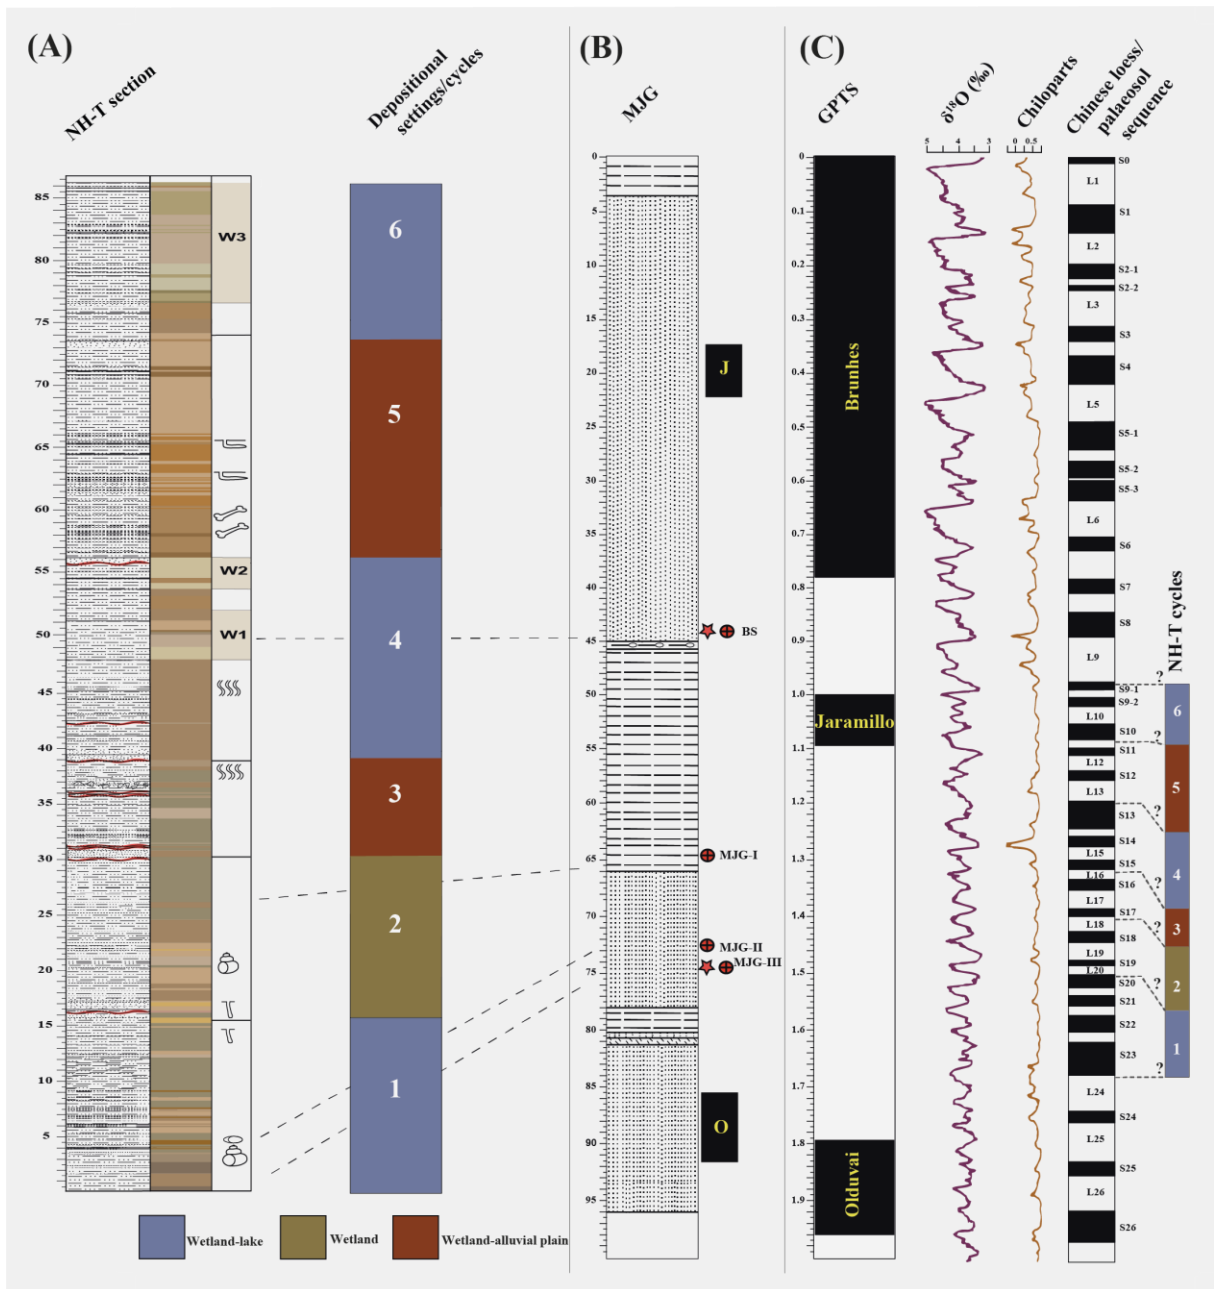 (A)
NH-T section
Depositional
settings/cycles
85
80
75
70
65
60
55
50
45
40
35
30
25
20
15
10
5
W3
W2
W1
6
5
4
3
2
1
Wetland-lake
Wetland
Wetland-alluvial plain
(B)
MJG
0
5
10
15
20
25
30
35
40
45
50
55
60
65
70
75
80
85
90
95
J
BS
MJG-I
MJG-II
MJG-III
O
(C)
GPTS
δ18O (‰)
Chiloparts
Chinese loess/
palaeosol
sequence
5 4 3
0 0.5
0
0.1
0.2
0.3
0.4
0.5
0.6
0.7
0.8
0.9
1.0
1.1
1.2
1.3
1.4
1.5
1.6
1.7
1.8
1.9
Brunhes
Jaramillo
Olduvai
S0
L1
S1
L2
S2-1
S2-2
L3
S3
S4
L5
S5-1
S5-2
S5-3
L6
S6
S7
S8
L9
S9-1
S9-2
L10
S10
S11
L12
S12
L13
S13
S14
L15
S15
L16
S16
L17
S17
L18
S18
L19
S19
L20
S20
S21
S22
S23
L24
S24
L25
S25
L26
S26
NH-T cycles
?
6
?
5
?
4
?
3
?
2
?
1
?